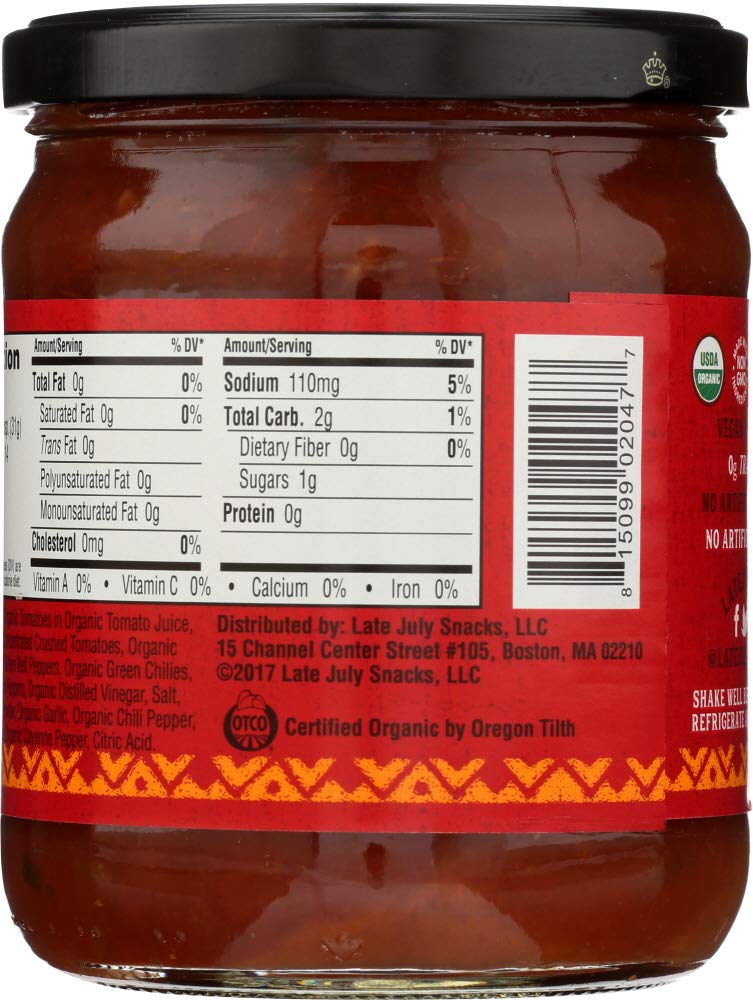 Amount/Serving % DV*
Total Fat 0g 0%
Saturated Fat 0g 0%
Trans Fat 0g
Polyunsaturated Fat 0g
Monounsaturated Fat 0g
Cholesterol 0mg 0%
Amount/Serving % DV*
Sodium 110mg 5%
Total Carb. 2g 1%
Dietary Fiber 0g 0%
Sugars 1g
Protein 0g
Vitamin A 0% • Vitamin C 0% • Calcium 0% • Iron 0%
Tomatoes in Organic Tomato Juice,
Crushed Tomatoes, Organic
Bell Peppers, Organic Green Chilies,
Organic Distilled Vinegar, Salt,
Organic Garlic, Organic Chili Pepper,
Cayenne Pepper, Citric Acid.
Distributed by: Late July Snacks, LLC
15 Channel Center Street #105, Boston, MA 02210
©2017 Late July Snacks, LLC
OTCO
Certified Organic by Oregon Tilth
8 15099 02047 7
USDA
ORGANIC
NON
GMO
VEGAN
0g
NO
NO
SHAKE WELL
REFRIGERATE